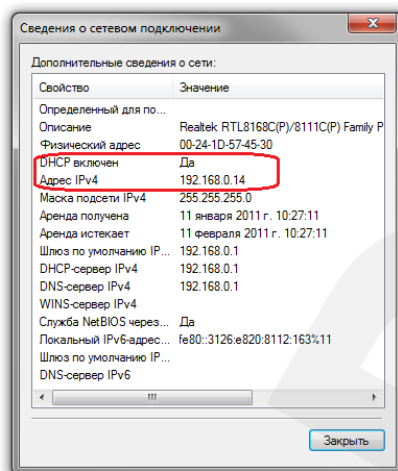 Сведения о сетевом подключении
Дополнительные сведения о сети:
Свойство Значение
Определенный для по...
Описание Realtek RTL8168C(P)/8111C(P) Family P
Физический адрес 00-24-1D-57-45-30
DHCP включен Да
Адрес IPv4 192.168.0.14
Маска подсети IPv4 255.255.255.0
Аренда получена 11 января 2011 г. 10:27:11
Аренда истекает 11 февраля 2011 г. 10:27:11
Шлюз по умолчанию IP... 192.168.0.1
DHCP-сервер IPv4 192.168.0.1
DNS-сервер IPv4 192.168.0.1
WINS-сервер IPv4
Служба NetBIOS через... Да
Локальный IPv6-адрес... fe80::3126:e820:8112:163%11
Шлюз по умолчанию IP...
DNS-сервер IPv6
Закрыть